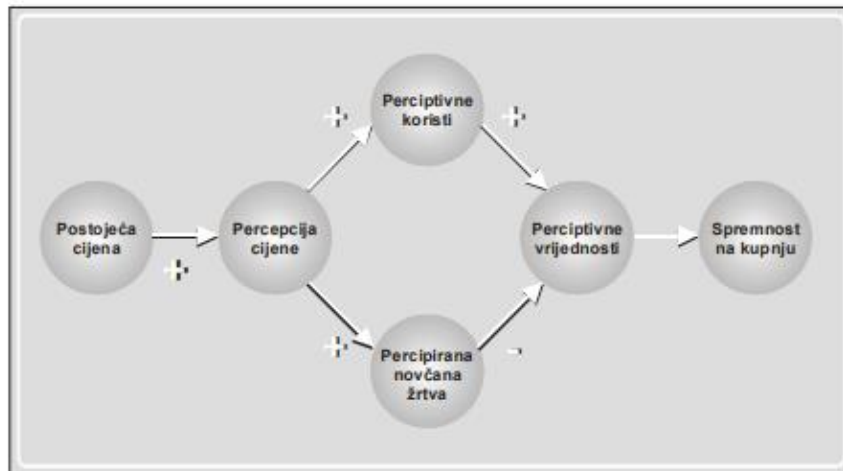 Perciptivne
koristi
+
+
Postojeća
cijena
+
Percepcija
cijene
Perciptivne
vrijednosti
Spremnost
na kupnju
+
Percipirana
novčana
žrtva
-